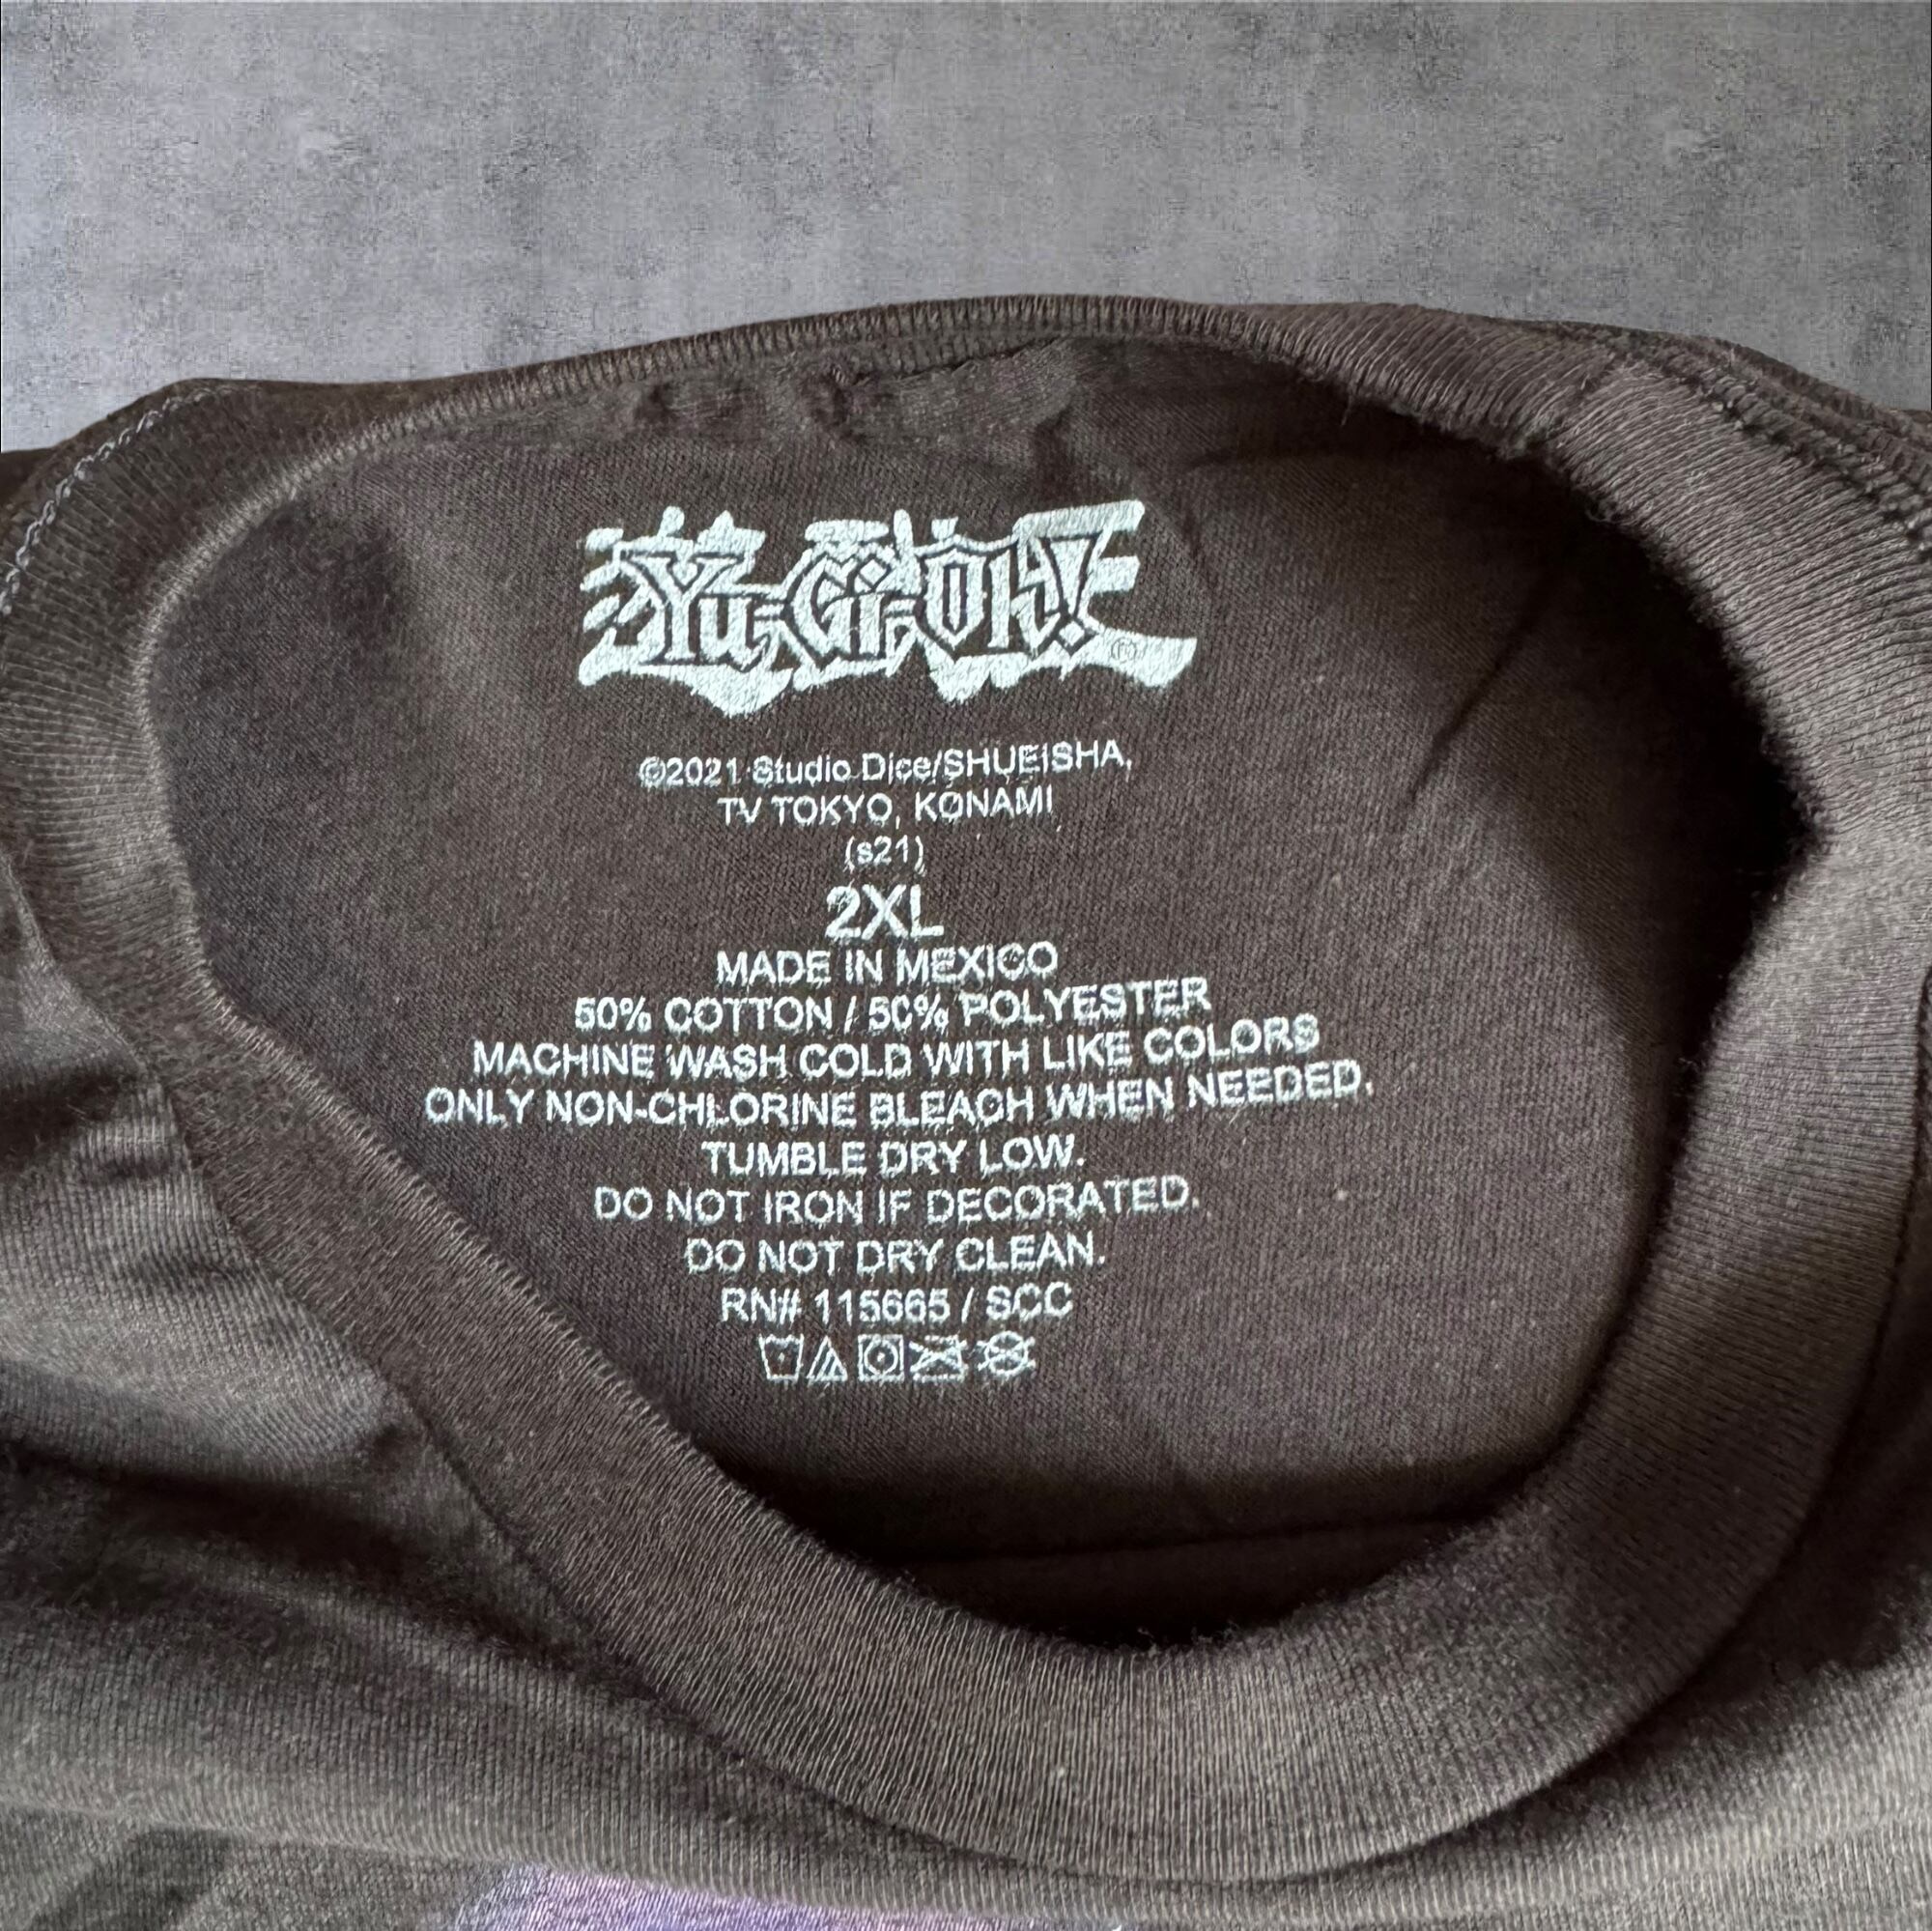 Yu-Gi-Oh!
®
©2021 Studio Dice/SHUEISHA,
TV TOKYO, KONAMI
(s21)
2XL
MADE IN MEXICO
50% COTTON / 50% POLYESTER
MACHINE WASH COLD WITH LIKE COLORS
ONLY NON-CHLORINE BLEACH WHEN NEEDED.
TUMBLE DRY LOW.
DO NOT IRON IF DECORATED.
DO NOT DRY CLEAN.
RN# 115665 / SCC